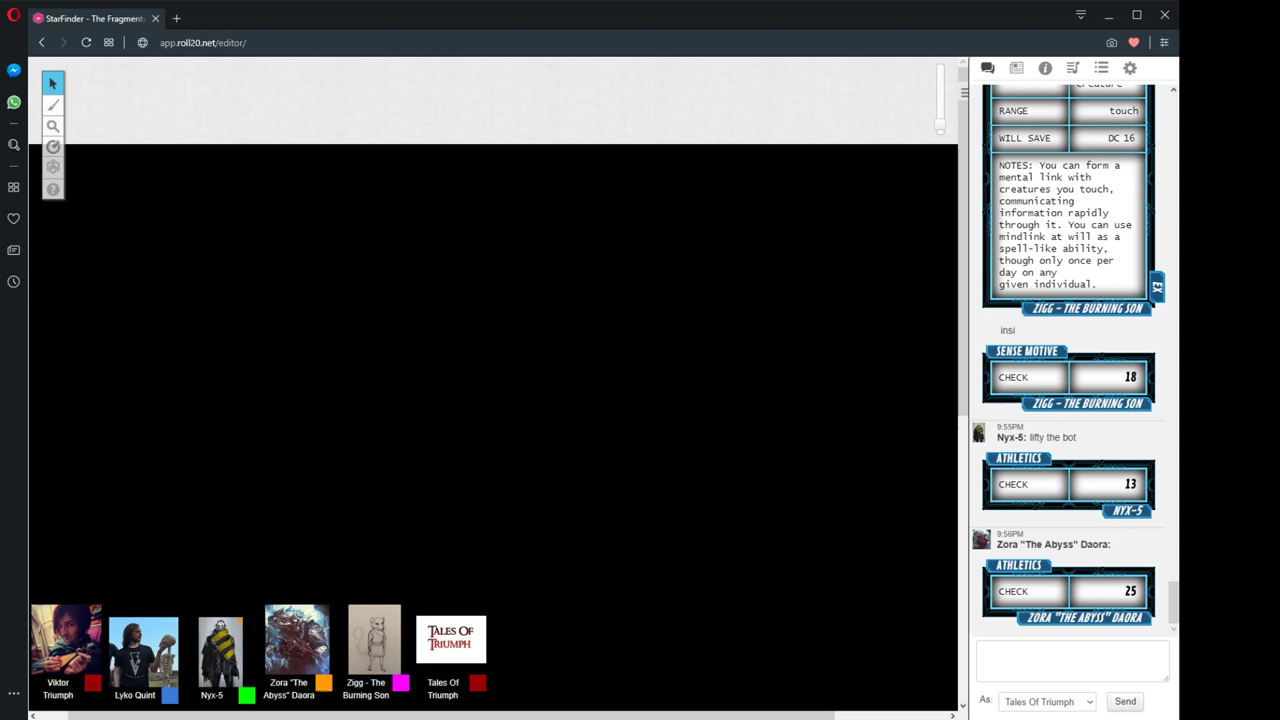 StarFinder - The Fragments
app.roll20.net/editor/
creature
RANGE touch
WILL SAVE DC 16
NOTES: You can form a
mental link with
creatures you touch,
communicating
information rapidly
through it. You can use
mindlink at will as a
spell-like ability,
though only once per
day on any
given individual.
EX
ZIGG - THE BURNING SON
insi
SENSE MOTIVE
CHECK 18
ZIGG - THE BURNING SON
9:55PM
Nyx-5: lifty the bot
ATHLETICS
CHECK 13
NYX-5
9:56PM
Zora "The Abyss" Daora:
ATHLETICS
CHECK 25
ZORA "THE ABYSS" DAORA
TALES OF
TRIUMPH
Viktor
Triumph
Lyko Quint
Nyx-5
Zora "The
Abyss" Daora
Zigg - The
Burning Son
Tales Of
Triumph
As: Tales Of Triumph Send